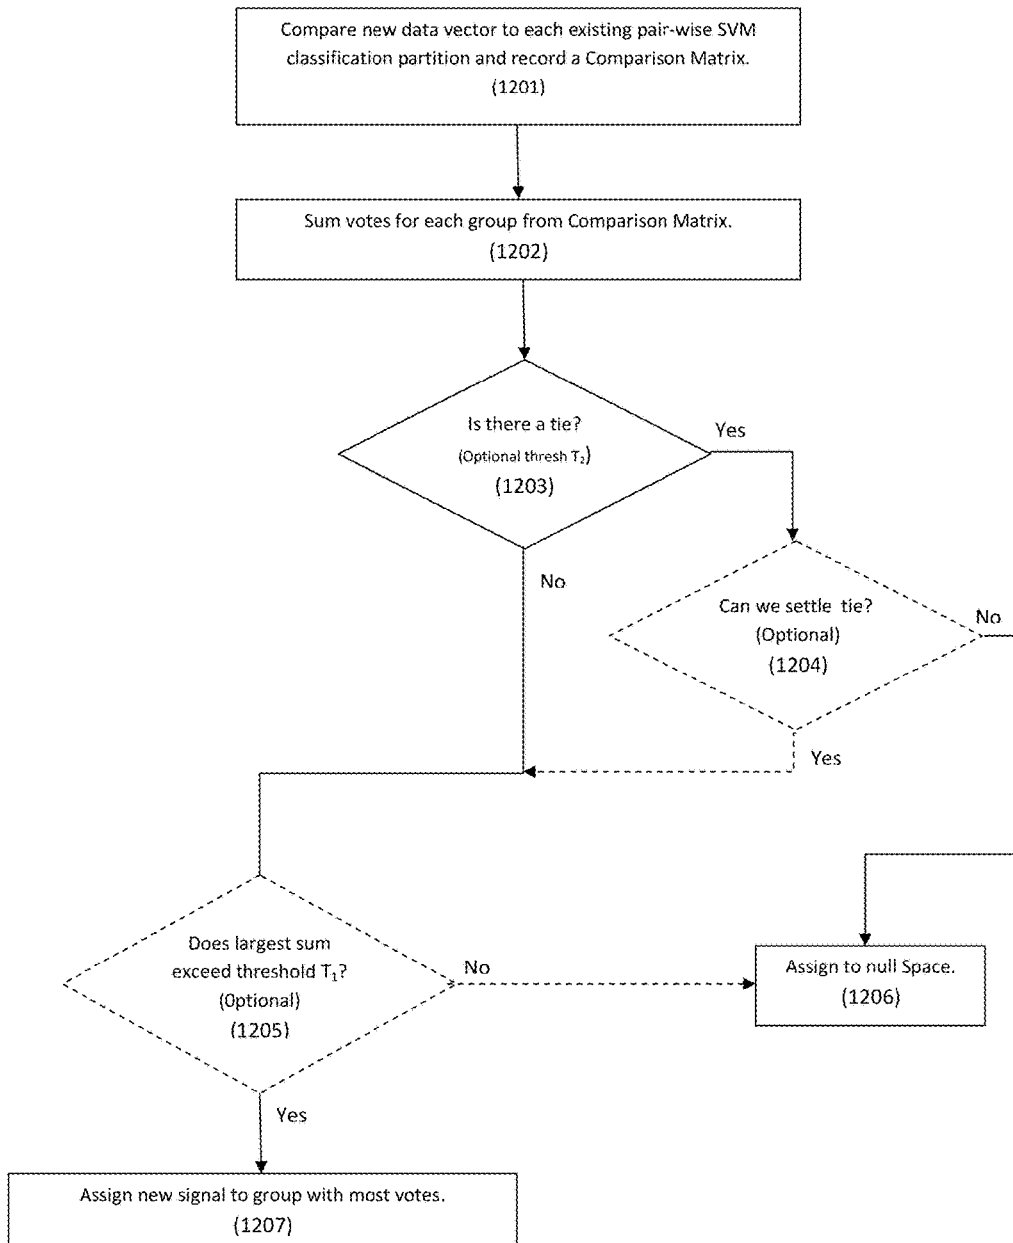 Compare new data vector to each existing pair-wise SVM
classification partition and record a Comparison Matrix.
(1201)
Sum votes for each group from Comparison Matrix.
(1202)
Is there a tie?
(Optional thresh T₂)
(1203)
Yes
No
Can we settle tie?
(Optional)
(1204)
No
Yes
Does largest sum
exceed threshold T₁?
(Optional)
(1205)
No
Yes
Assign to null Space.
(1206)
Assign new signal to group with most votes.
(1207)